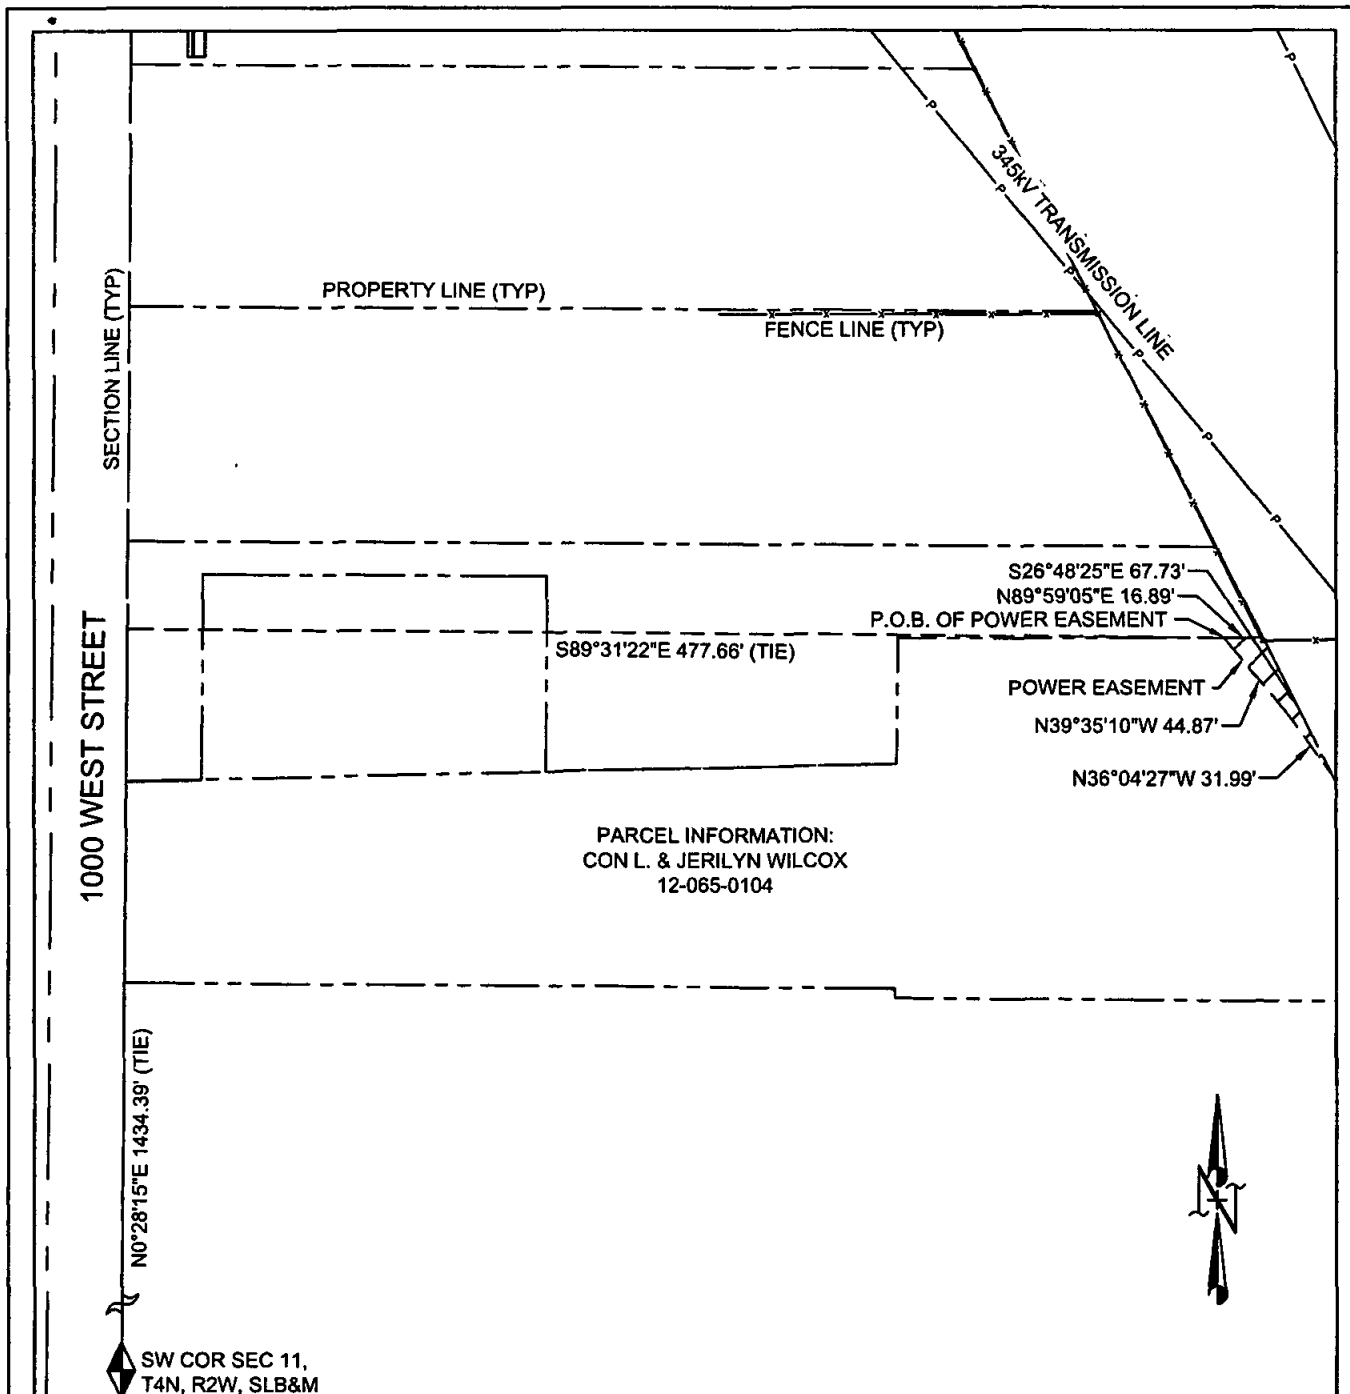 345kV TRANSMISSION LINE
SECTION LINE (TYP)
PROPERTY LINE (TYP)
FENCE LINE (TYP)
S26°48'25"E 67.73'
N89°59'05"E 16.89'
P.O.B. OF POWER EASEMENT
S89°31'22"E 477.66' (TIE)
POWER EASEMENT
N39°35'10"W 44.87'
N36°04'27"W 31.99'
1000 WEST STREET
PARCEL INFORMATION:
CON L. & JERILYN WILCOX
12-065-0104
N0°28'15"E 1434.39' (TIE)
SW COR SEC 11,
T4N, R2W, SLB&M